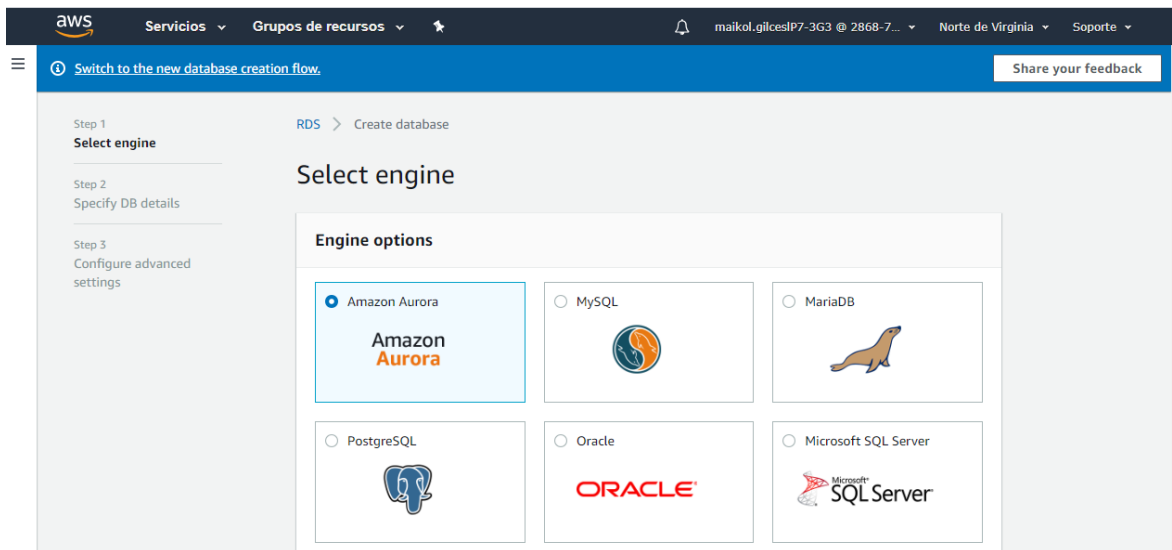 aws Servicios Grupos de recursos maikol.gilcesIP7-3G3 @ 2868-7... Norte de Virginia Soporte
Switch to the new database creation flow. Share your feedback
Step 1
Select engine
Step 2
Specify DB details
Step 3
Configure advanced
settings
RDS > Create database
Select engine
Engine options
Amazon Aurora
Amazon
Aurora
MySQL
MariaDB
PostgreSQL
Oracle
ORACLE
Microsoft SQL Server
Microsoft
SQL Server